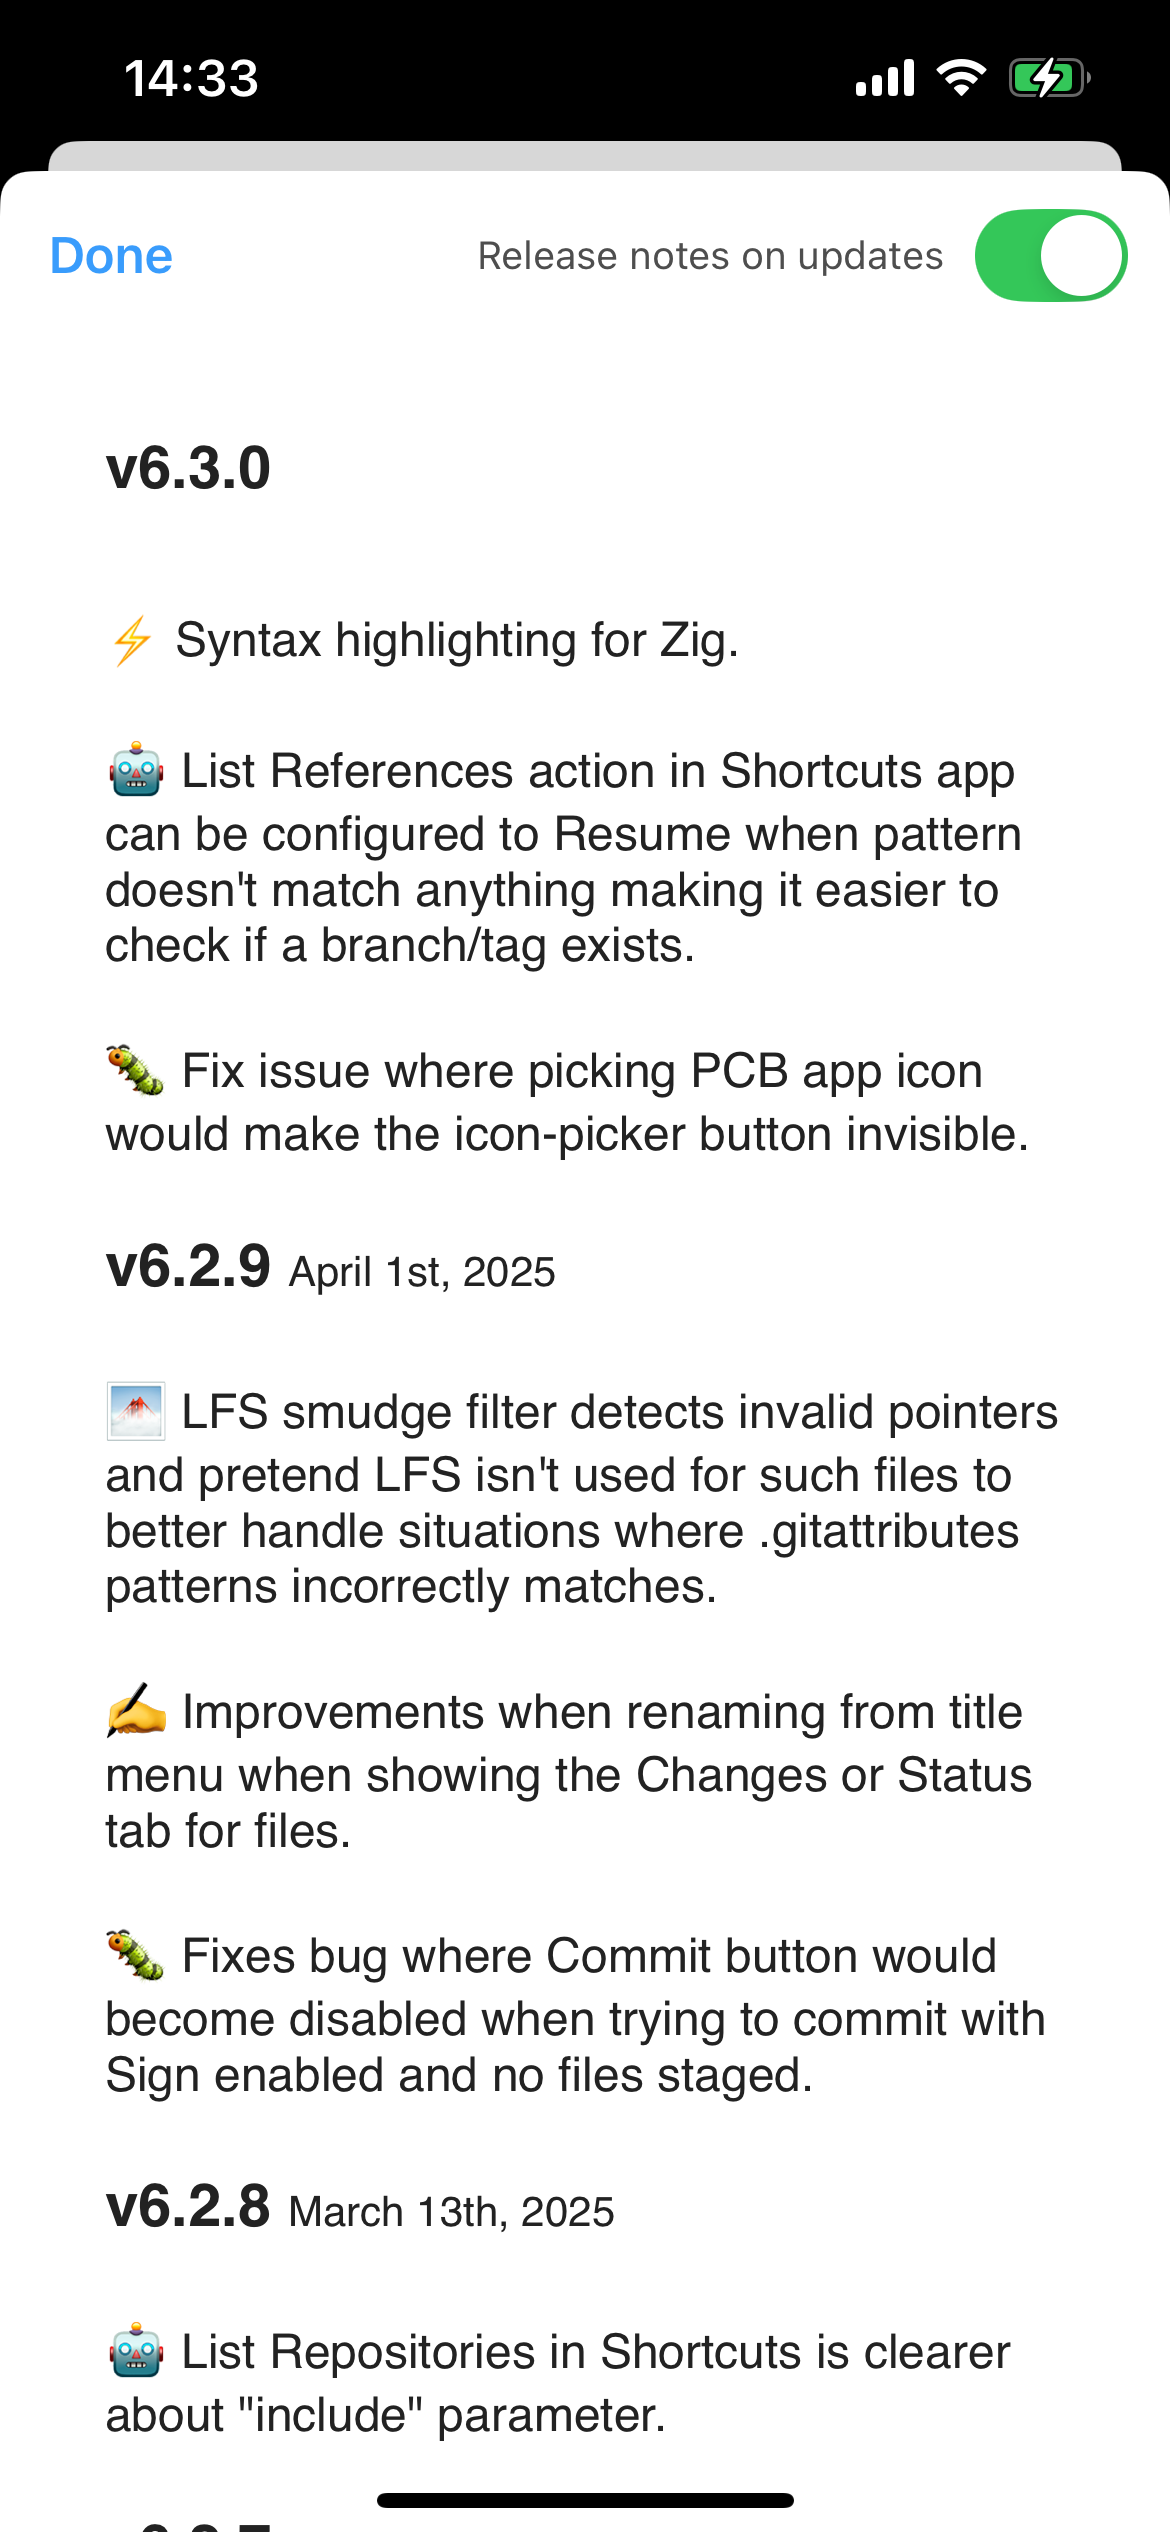 14:33
Done Release notes on updates
v6.3.0
⚡ Syntax highlighting for Zig.
🤖 List References action in Shortcuts app
can be configured to Resume when pattern
doesn't match anything making it easier to
check if a branch/tag exists.
🐛 Fix issue where picking PCB app icon
would make the icon-picker button invisible.
v6.2.9 April 1st, 2025
LFS smudge filter detects invalid pointers
and pretend LFS isn't used for such files to
better handle situations where .gitattributes
patterns incorrectly matches.
✍️ Improvements when renaming from title
menu when showing the Changes or Status
tab for files.
🐛 Fixes bug where Commit button would
become disabled when trying to commit with
Sign enabled and no files staged.
v6.2.8 March 13th, 2025
🤖 List Repositories in Shortcuts is clearer
about "include" parameter.